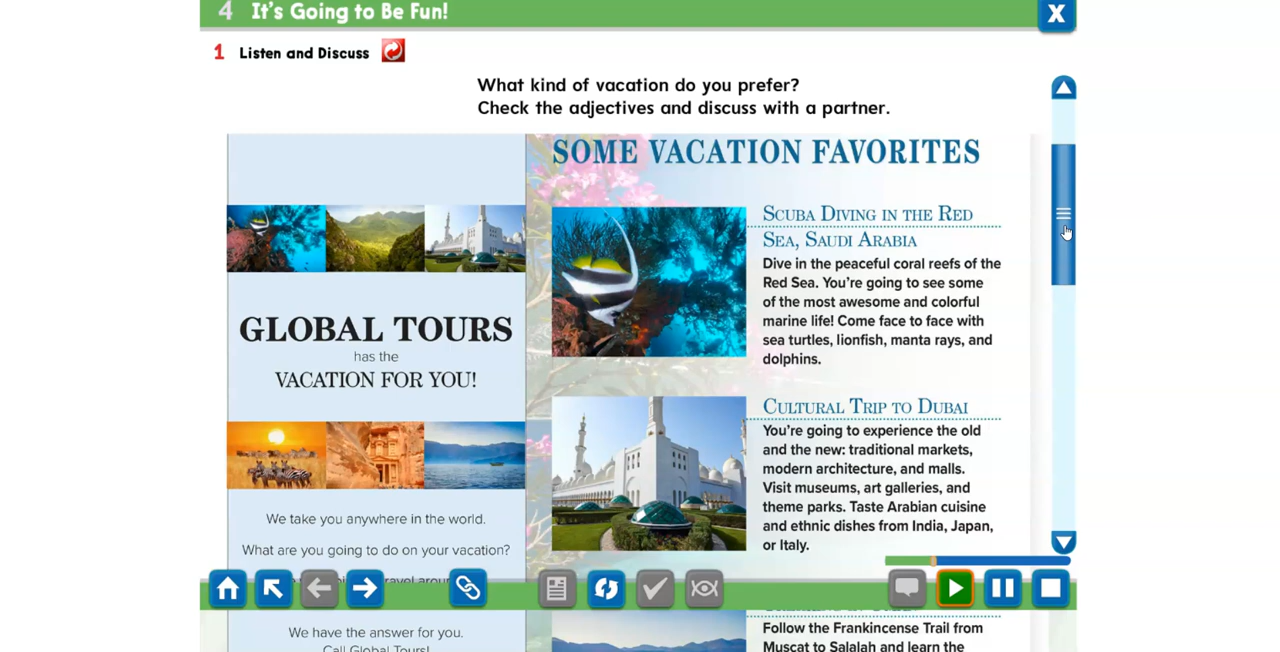 4 It's Going to Be Fun!
X
1 Listen and Discuss
What kind of vacation do you prefer?
Check the adjectives and discuss with a partner.
GLOBAL TOURS
has the
VACATION FOR YOU!
We take you anywhere in the world.
What are you going to do on your vacation?
We have the answer for you.
Call Global Tours!
SOME VACATION FAVORITES
SCUBA DIVING IN THE RED
SEA, SAUDI ARABIA
Dive in the peaceful coral reefs of the
Red Sea. You're going to see some
of the most awesome and colorful
marine life! Come face to face with
sea turtles, lionfish, manta rays, and
dolphins.
CULTURAL TRIP TO DUBAI
You're going to experience the old
and the new: traditional markets,
modern architecture, and malls.
Visit museums, art galleries, and
theme parks. Taste Arabian cuisine
and ethnic dishes from India, Japan,
or Italy.
Follow the Frankincense Trail from
Muscat to Salalah and learn the